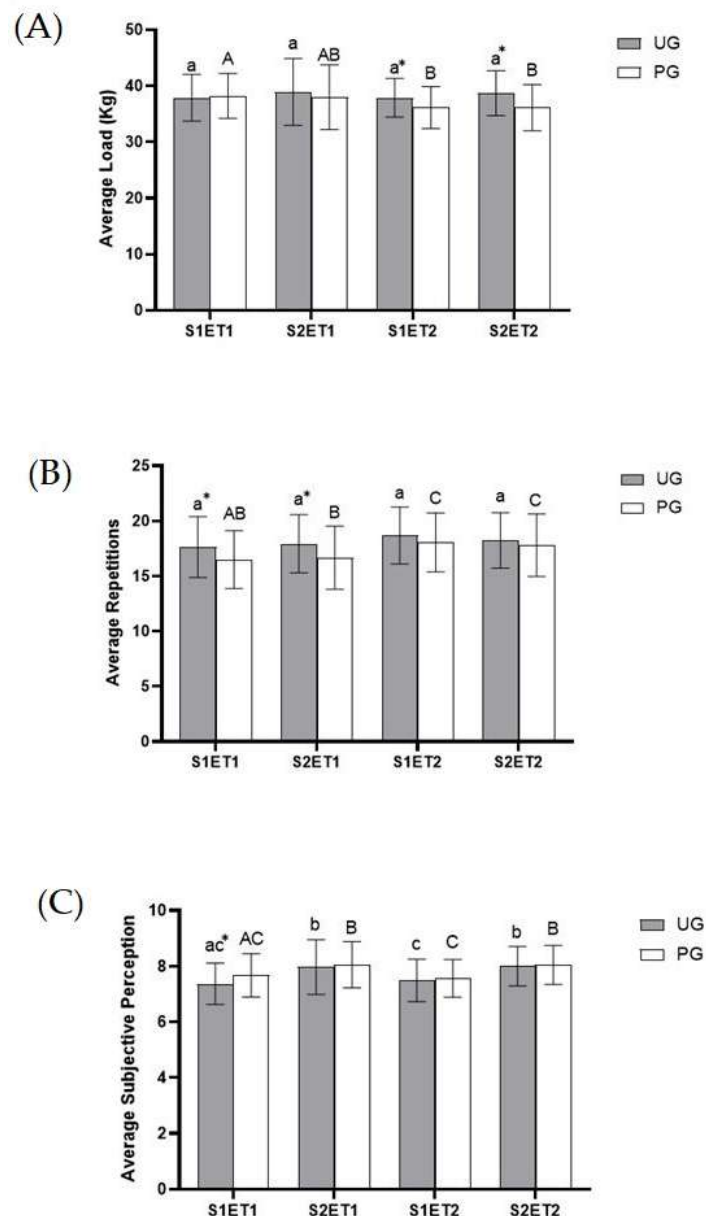 (A)
Average Load (Kg)
50
40
30
20
10
0
a A a AB a* B a* B
S1ET1 S2ET1 S1ET2 S2ET2
UG
PG
(B)
Average Repetitions
25
20
15
10
5
0
a* AB a* B a C a C
S1ET1 S2ET1 S1ET2 S2ET2
UG
PG
(C)
Average Subjective Perception
10
8
6
4
2
0
ac* AC b B c C b B
S1ET1 S2ET1 S1ET2 S2ET2
UG
PG